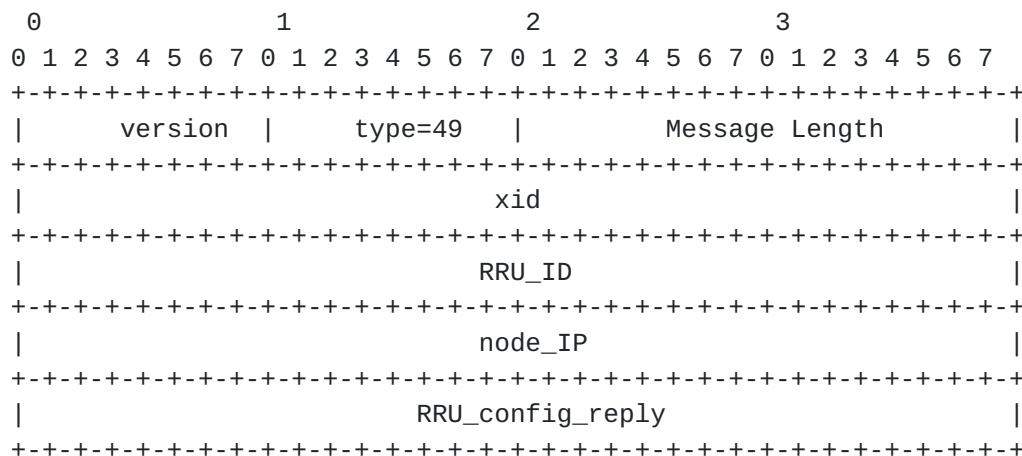 0                   1                   2                   3
0 1 2 3 4 5 6 7 0 1 2 3 4 5 6 7 0 1 2 3 4 5 6 7 0 1 2 3 4 5 6 7
+-+-+-+-+-+-+-+-+-+-+-+-+-+-+-+-+-+-+-+-+-+-+-+-+-+-+-+-+-+-+-+-+
|      version  |     type=49   |         Message Length        |
+-+-+-+-+-+-+-+-+-+-+-+-+-+-+-+-+-+-+-+-+-+-+-+-+-+-+-+-+-+-+-+-+
|                              xid                              |
+-+-+-+-+-+-+-+-+-+-+-+-+-+-+-+-+-+-+-+-+-+-+-+-+-+-+-+-+-+-+-+-+
|                             RRU_ID                            |
+-+-+-+-+-+-+-+-+-+-+-+-+-+-+-+-+-+-+-+-+-+-+-+-+-+-+-+-+-+-+-+-+
|                             node_IP                           |
+-+-+-+-+-+-+-+-+-+-+-+-+-+-+-+-+-+-+-+-+-+-+-+-+-+-+-+-+-+-+-+-+
|                         RRU_config_reply                      |
+-+-+-+-+-+-+-+-+-+-+-+-+-+-+-+-+-+-+-+-+-+-+-+-+-+-+-+-+-+-+-+-+